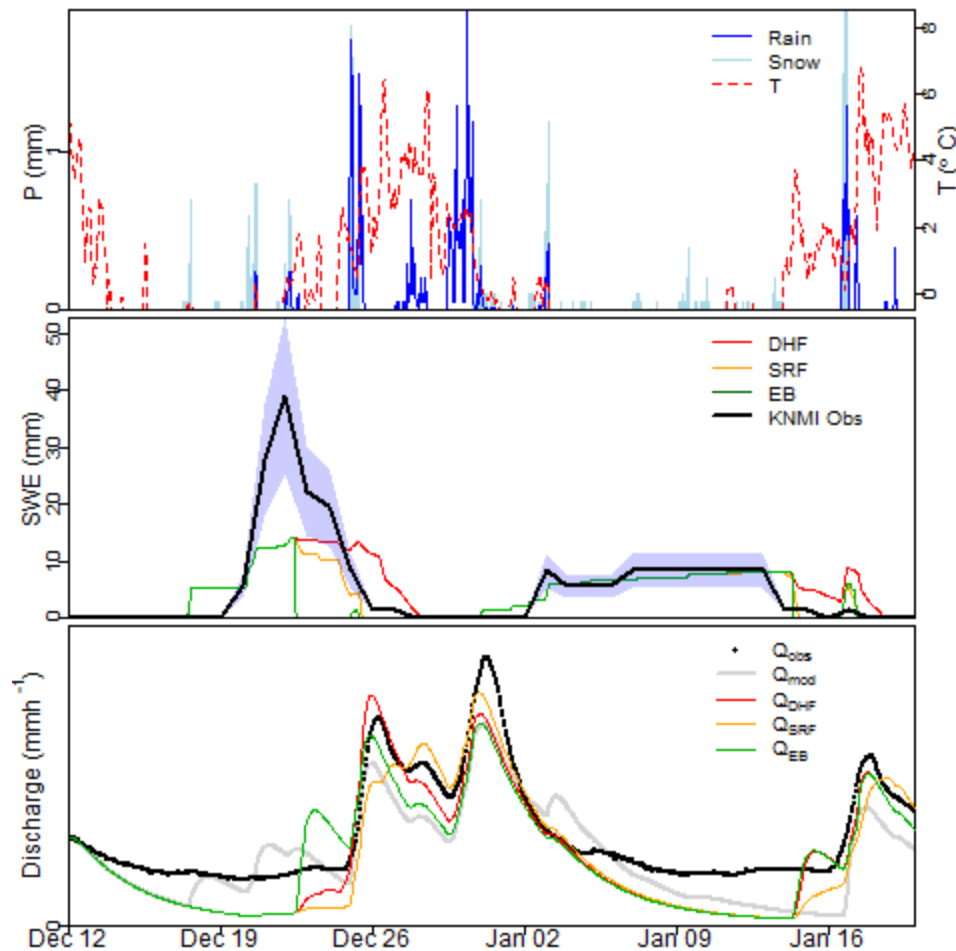 Rain
Snow
T
P (mm)
0
1
T (° C)
0
2
4
6
8
DHF
SRF
EB
KNMI Obs
SWE (mm)
0
10
20
30
40
50
Qobs
Qmod
QDHF
QSRF
QEB
Discharge (mmh⁻¹)
0
Dec 12 Dec 19 Dec 26 Jan 02 Jan 09 Jan 16